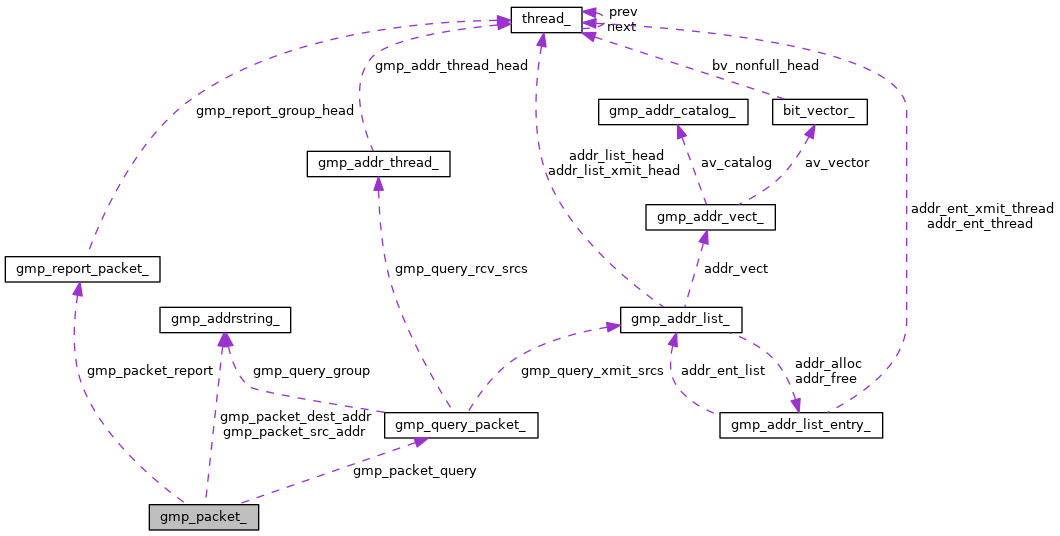 thread_
prev
next
gmp_addr_thread_head
bv_nonfull_head
gmp_report_group_head
gmp_addr_catalog_
bit_vector_
gmp_addr_thread_
addr_list_head
addr_list_xmit_head
av_catalog
av_vector
gmp_addr_vect_
addr_ent_xmit_thread
addr_ent_thread
gmp_report_packet_
gmp_query_rcv_srcs
addr_vect
gmp_addrstring_
gmp_addr_list_
gmp_packet_report
gmp_query_group
gmp_query_xmit_srcs
addr_ent_list
addr_alloc
addr_free
gmp_packet_dest_addr
gmp_packet_src_addr
gmp_query_packet_
gmp_addr_list_entry_
gmp_packet_query
gmp_packet_